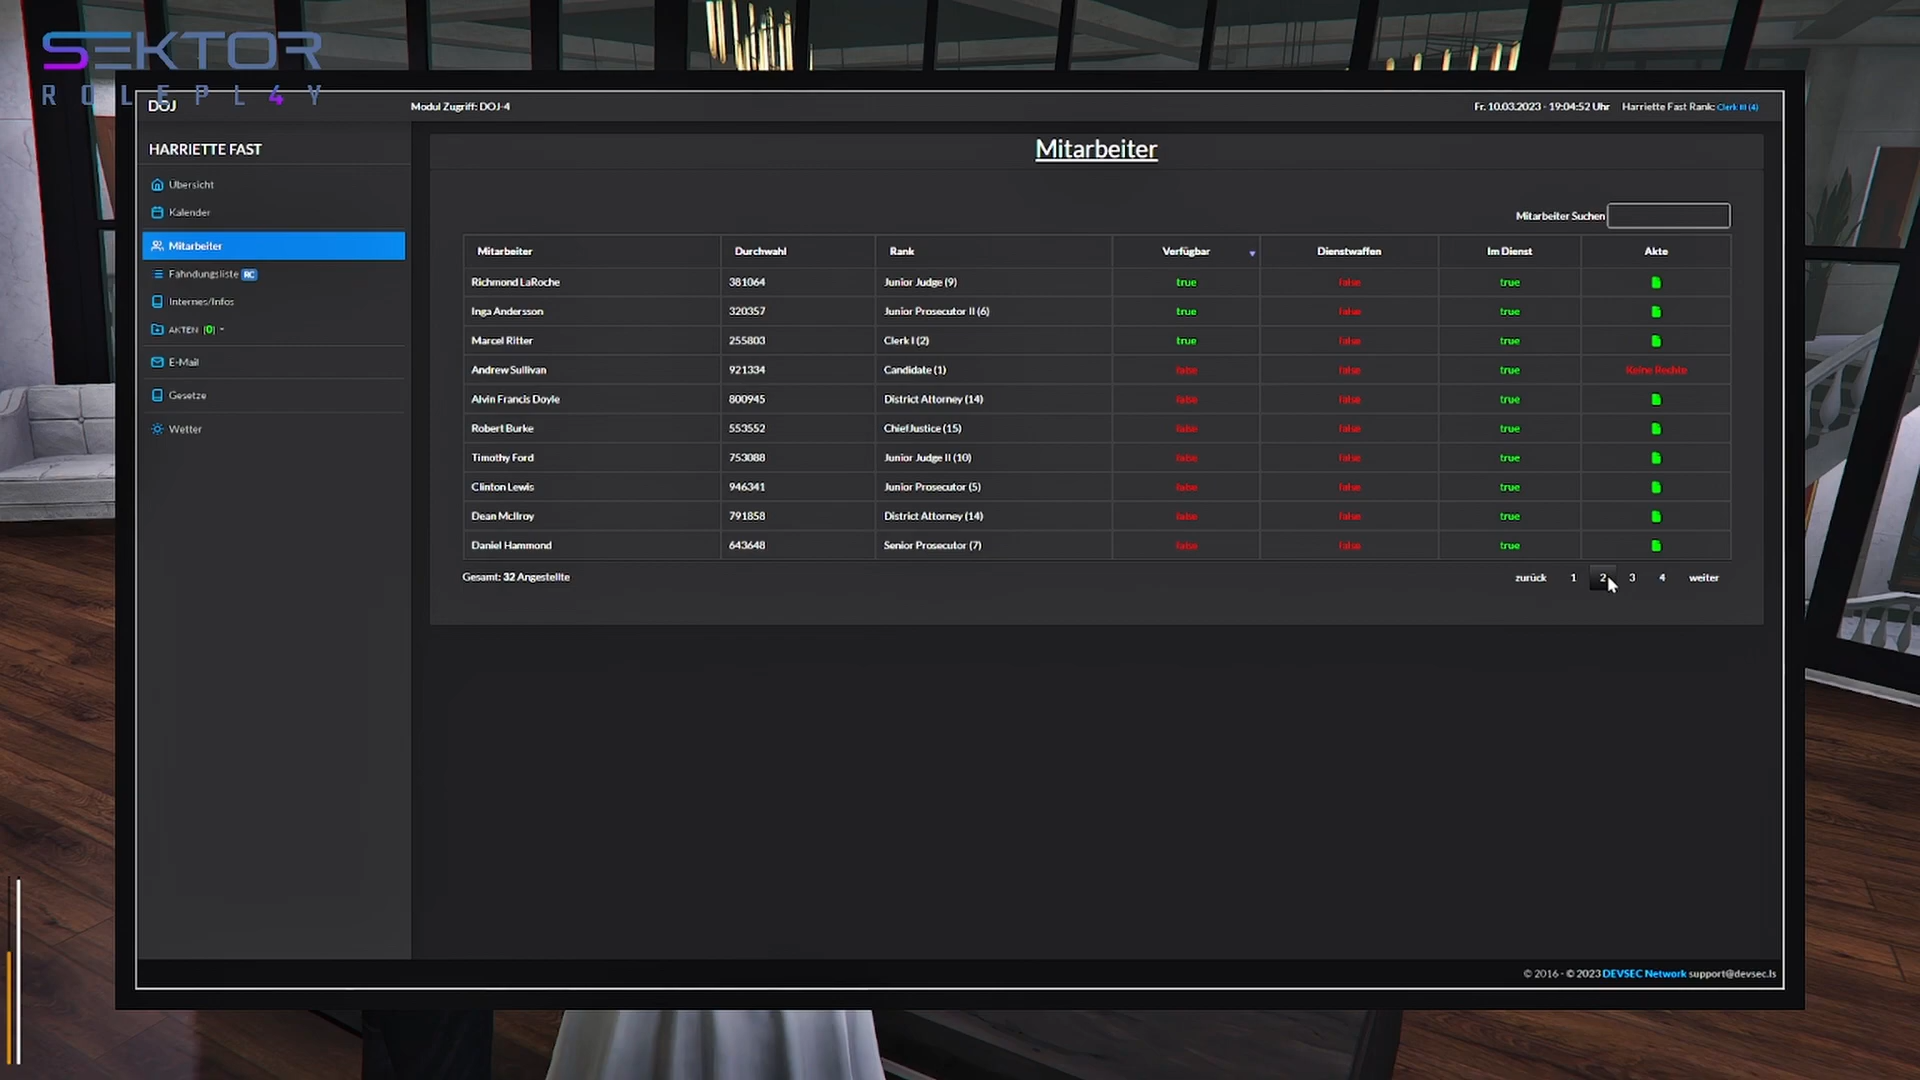 SEKTOR
ROLEPL4Y
DOJ
Modul Zugriff: DOJ-4
Fr. 10.03.2023 - 19:04:52 Uhr Harriette Fast Rank: Clerk III (4)
HARRIETTE FAST
Übersicht
Kalender
Mitarbeiter
Fahndungsliste RC
Internes/Infos
AKTEN [0] -
E-Mail
Gesetze
Wetter
Mitarbeiter
Mitarbeiter Suchen
Mitarbeiter Durchwahl Rank Verfügbar Dienstwaffen Im Dienst Akte
Richmond LaRoche 381064 Junior Judge (9) true false true
Inga Andersson 320357 Junior Prosecutor II (6) true false true
Marcel Ritter 255803 Clerk I (2) true false true
Andrew Sullivan 921334 Candidate (1) false false true Keine Rechte
Alvin Francis Doyle 800945 District Attorney (14) false false true
Robert Burke 553552 Chief Justice (15) false false true
Timothy Ford 753088 Junior Judge II (10) false false true
Clinton Lewis 946341 Junior Prosecutor (5) false false true
Dean McIlroy 791858 District Attorney (14) false false true
Daniel Hammond 643648 Senior Prosecutor (7) false false true
Gesamt: 32 Angestellte
zurück 1 2 3 4 weiter
© 2016 - © 2023 DEVSEC Network support@devsec.ls